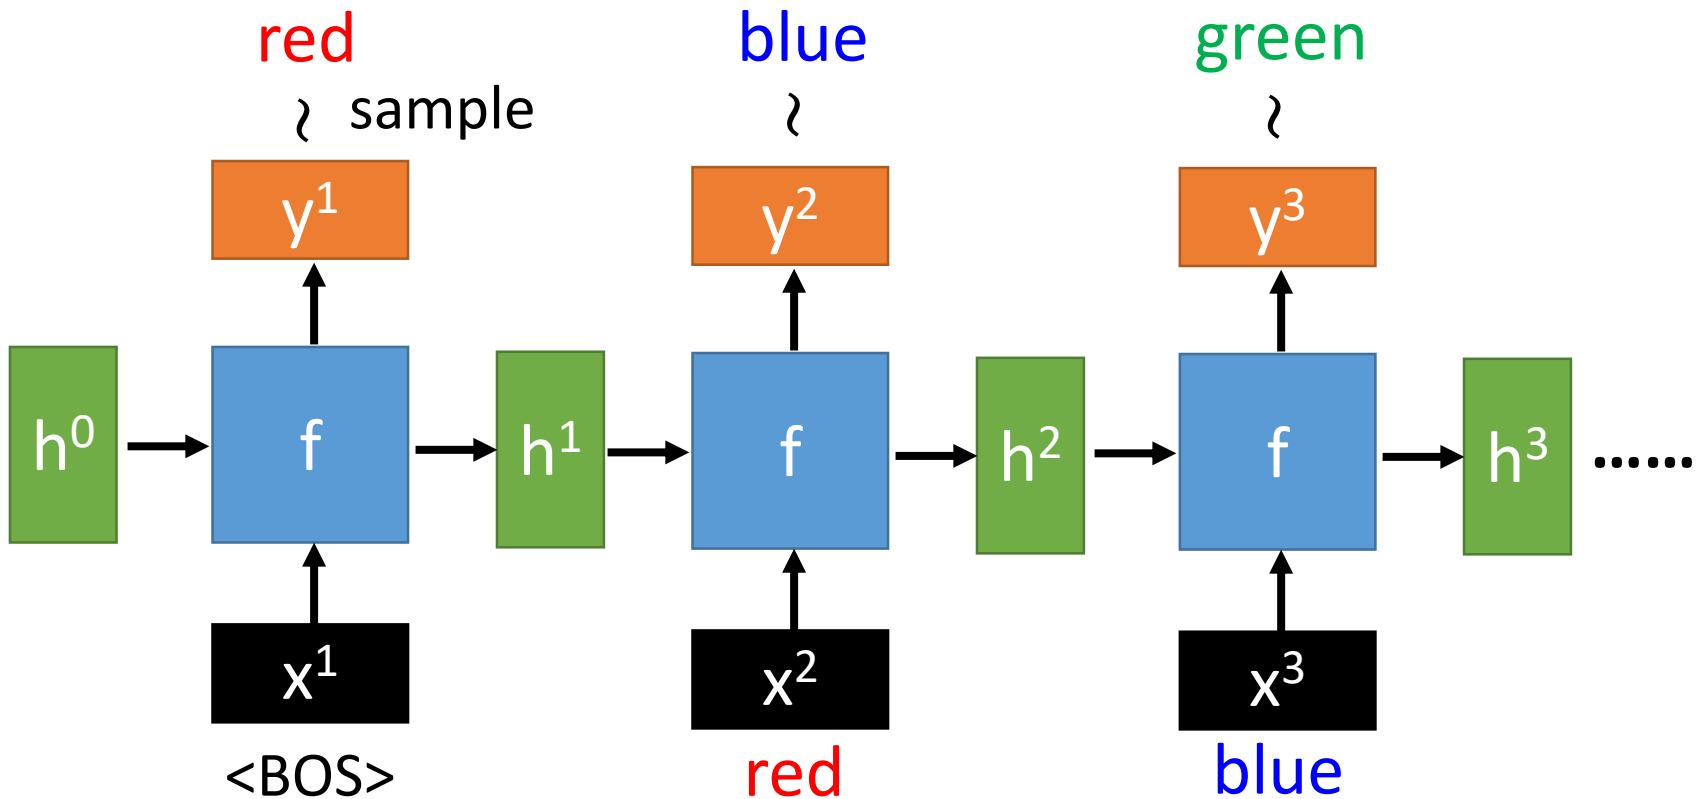 red blue green
~ sample ~ ~
y¹ y² y³
h⁰ f h¹ f h² f h³ ......
x¹ x² x³
<BOS> red blue